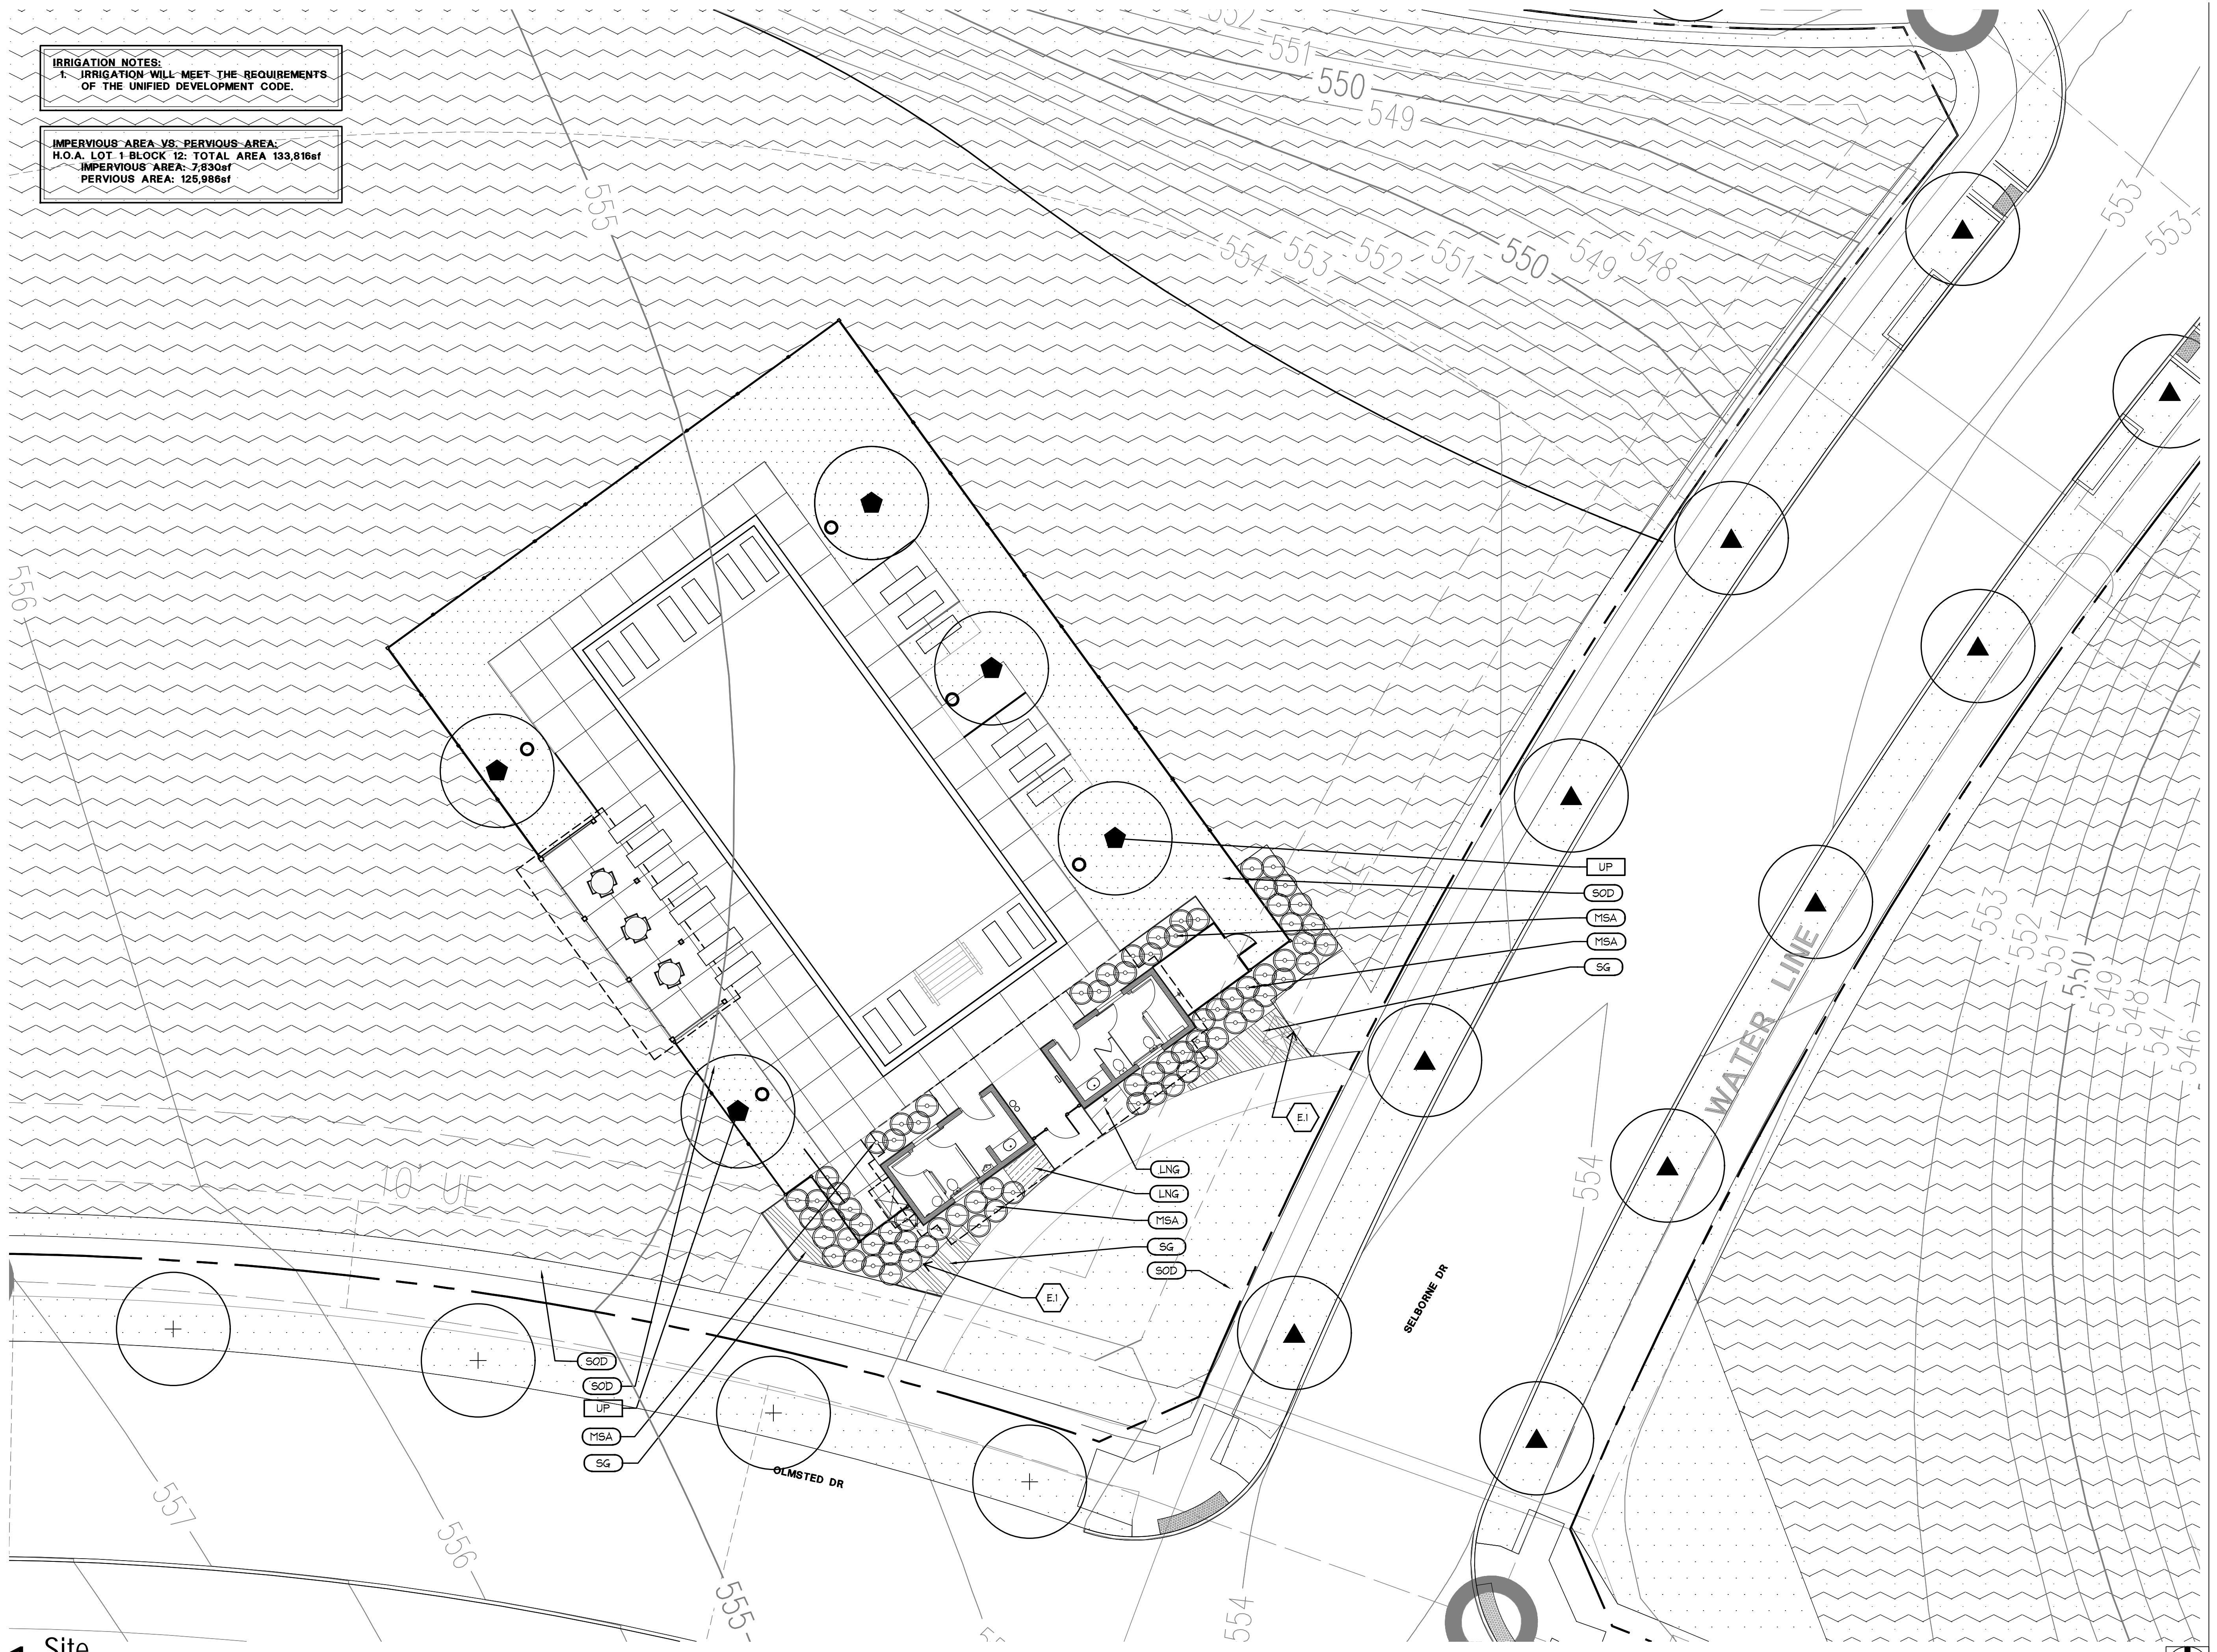 IRRIGATION NOTES:
1. IRRIGATION WILL MEET THE REQUIREMENTS
OF THE UNIFIED DEVELOPMENT CODE.
IMPERVIOUS AREA VS. PERVIOUS AREA:
H.O.A. LOT 1 BLOCK 12: TOTAL AREA 133,816sf
IMPERVIOUS AREA: 7,830sf
PERVIOUS AREA: 125,986sf
552
551
550
549
555
554
553
552
551
550
549
548
553
553
556
UP
SOD
MSA
MSA
SG
E.1
LNG
LNG
MSA
SG
SOD
E.1
10' UE
SOD
SOD
UP
MSA
SG
OLMSTED DR
SELBORNE DR
WATER LINE
554
553
552
551
550
549
548
547
546
557
556
555
554
Site